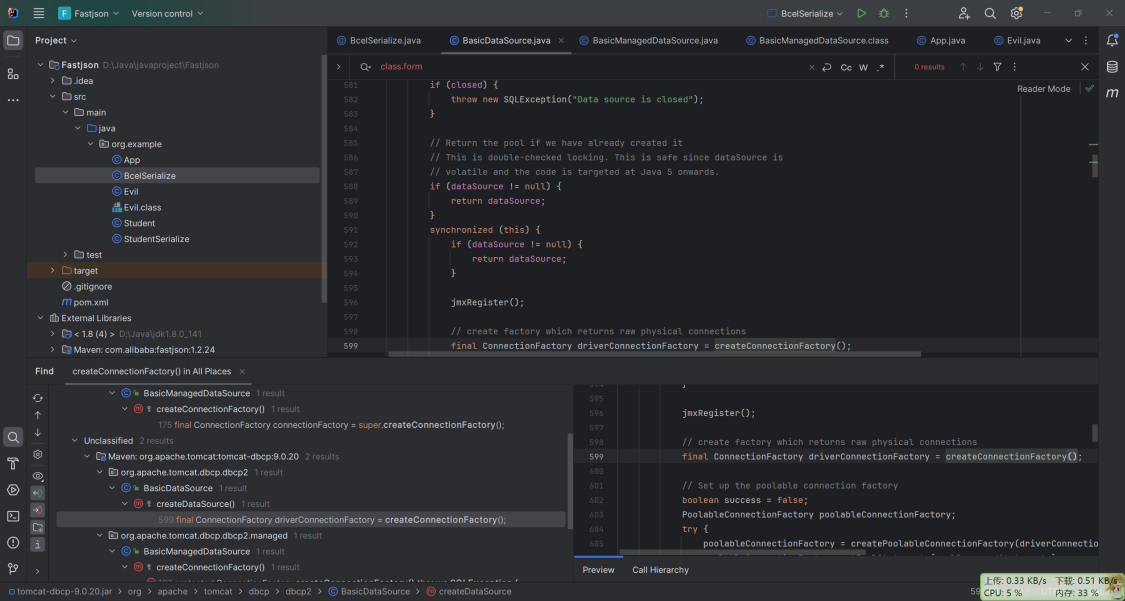 F Fastjson Version control BcelSerialize
Project
BcelSerialize.java BasicDataSource.java BasicManagedDataSource.java BasicManagedDataSource.class App.java Evil.java
class.form Cc W .* 0 results
Reader Mode
Fastjson D:\Java\javaproject\Fastjson
.idea
src
main
java
org.example
App
BcelSerialize
Evil
Evil.class
Student
StudentSerialize
test
target
.gitignore
pom.xml
External Libraries
< 1.8 (4) > D:\Java\jdk1.8.0_141
Maven: com.alibaba:fastjson:1.2.24
581 if (closed) {
582 throw new SQLException("Data source is closed");
583 }
584
585 // Return the pool if we have already created it
586 // This is double-checked locking. This is safe since dataSource is
587 // volatile and the code is targeted at Java 5 onwards.
588 if (dataSource != null) {
589 return dataSource;
590 }
591 synchronized (this) {
592 if (dataSource != null) {
593 return dataSource;
594 }
595
596 jmxRegister();
597
598 // create factory which returns raw physical connections
599 final ConnectionFactory driverConnectionFactory = createConnectionFactory();
Find createConnectionFactory() in All Places
BasicManagedDataSource 1 result
createConnectionFactory() 1 result
175 final ConnectionFactory connectionFactory = super.createConnectionFactory();
Unclassified 2 results
Maven: org.apache.tomcat:tomcat-dbcp:9.0.20 2 results
org.apache.tomcat.dbcp.dbcp2 1 result
BasicDataSource 1 result
createDataSource() 1 result
599 final ConnectionFactory driverConnectionFactory = createConnectionFactory();
org.apache.tomcat.dbcp.dbcp2.managed 1 result
BasicManagedDataSource 1 result
createConnectionFactory() 1 result
595
596 jmxRegister();
597
598 // create factory which returns raw physical connections
599 final ConnectionFactory driverConnectionFactory = createConnectionFactory();
600
601 // Set up the poolable connection factory
602 boolean success = false;
603 PoolableConnectionFactory poolableConnectionFactory;
604 try {
605 poolableConnectionFactory = createPoolableConnectionFactory(driverConnectio
Preview Call Hierarchy
tomcat-dbcp-9.0.20.jar > org > apache > tomcat > dbcp > dbcp2 > BasicDataSource > createDataSource
上传: 0.33 KB/s 下载: 0.51 KB/s
CPU: 5 % 内存: 33 %